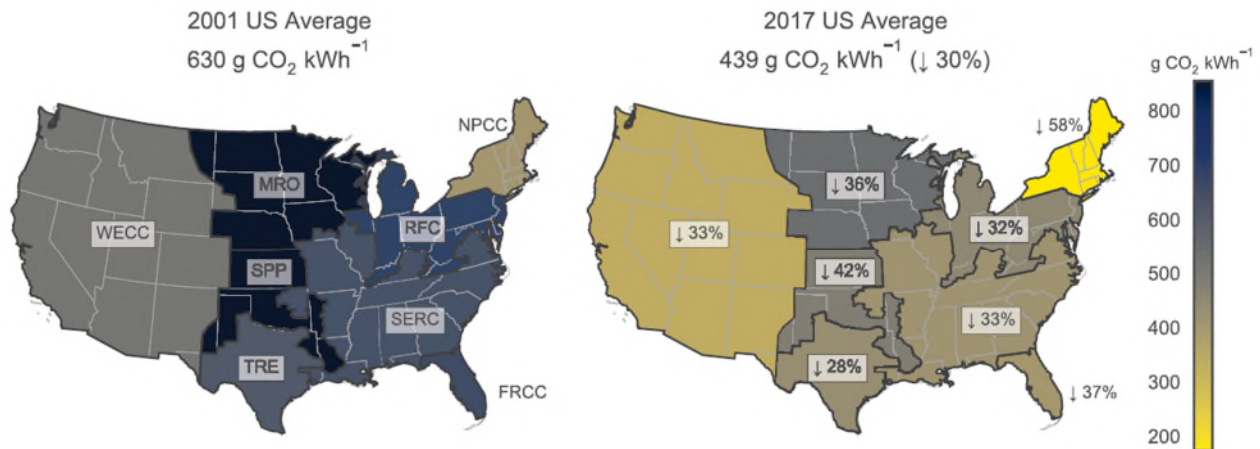 2001 US Average
630 g CO₂ kWh⁻¹
NPCC
MRO
WECC
RFC
SPP
SERC
TRE
FRCC
2017 US Average
439 g CO₂ kWh⁻¹ (↓ 30%)
↓ 58%
↓ 36%
↓ 33%
↓ 32%
↓ 42%
↓ 33%
↓ 28%
↓ 37%
g CO₂ kWh⁻¹
800
700
600
500
400
300
200